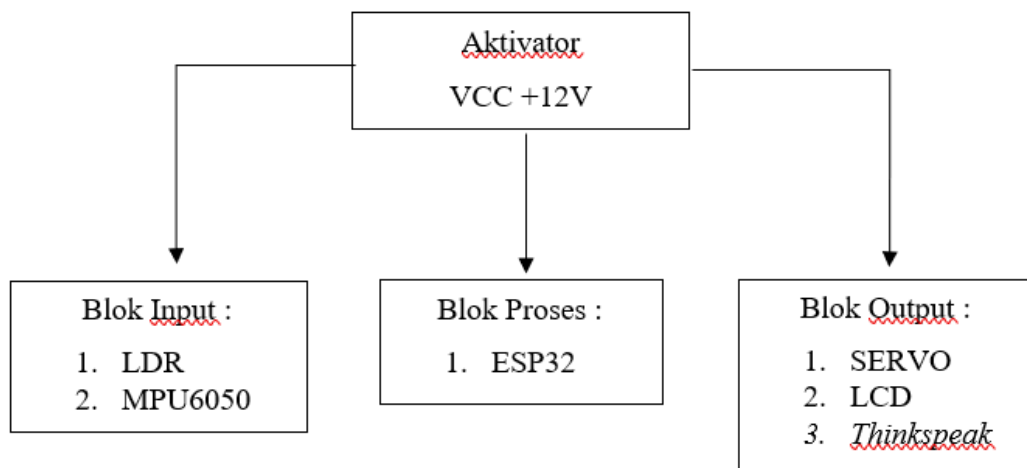 Aktivator
VCC +12V
Blok Input :
1. LDR
2. MPU6050
Blok Proses :
1. ESP32
Blok Output :
1. SERVO
2. LCD
3. Thinkspeak